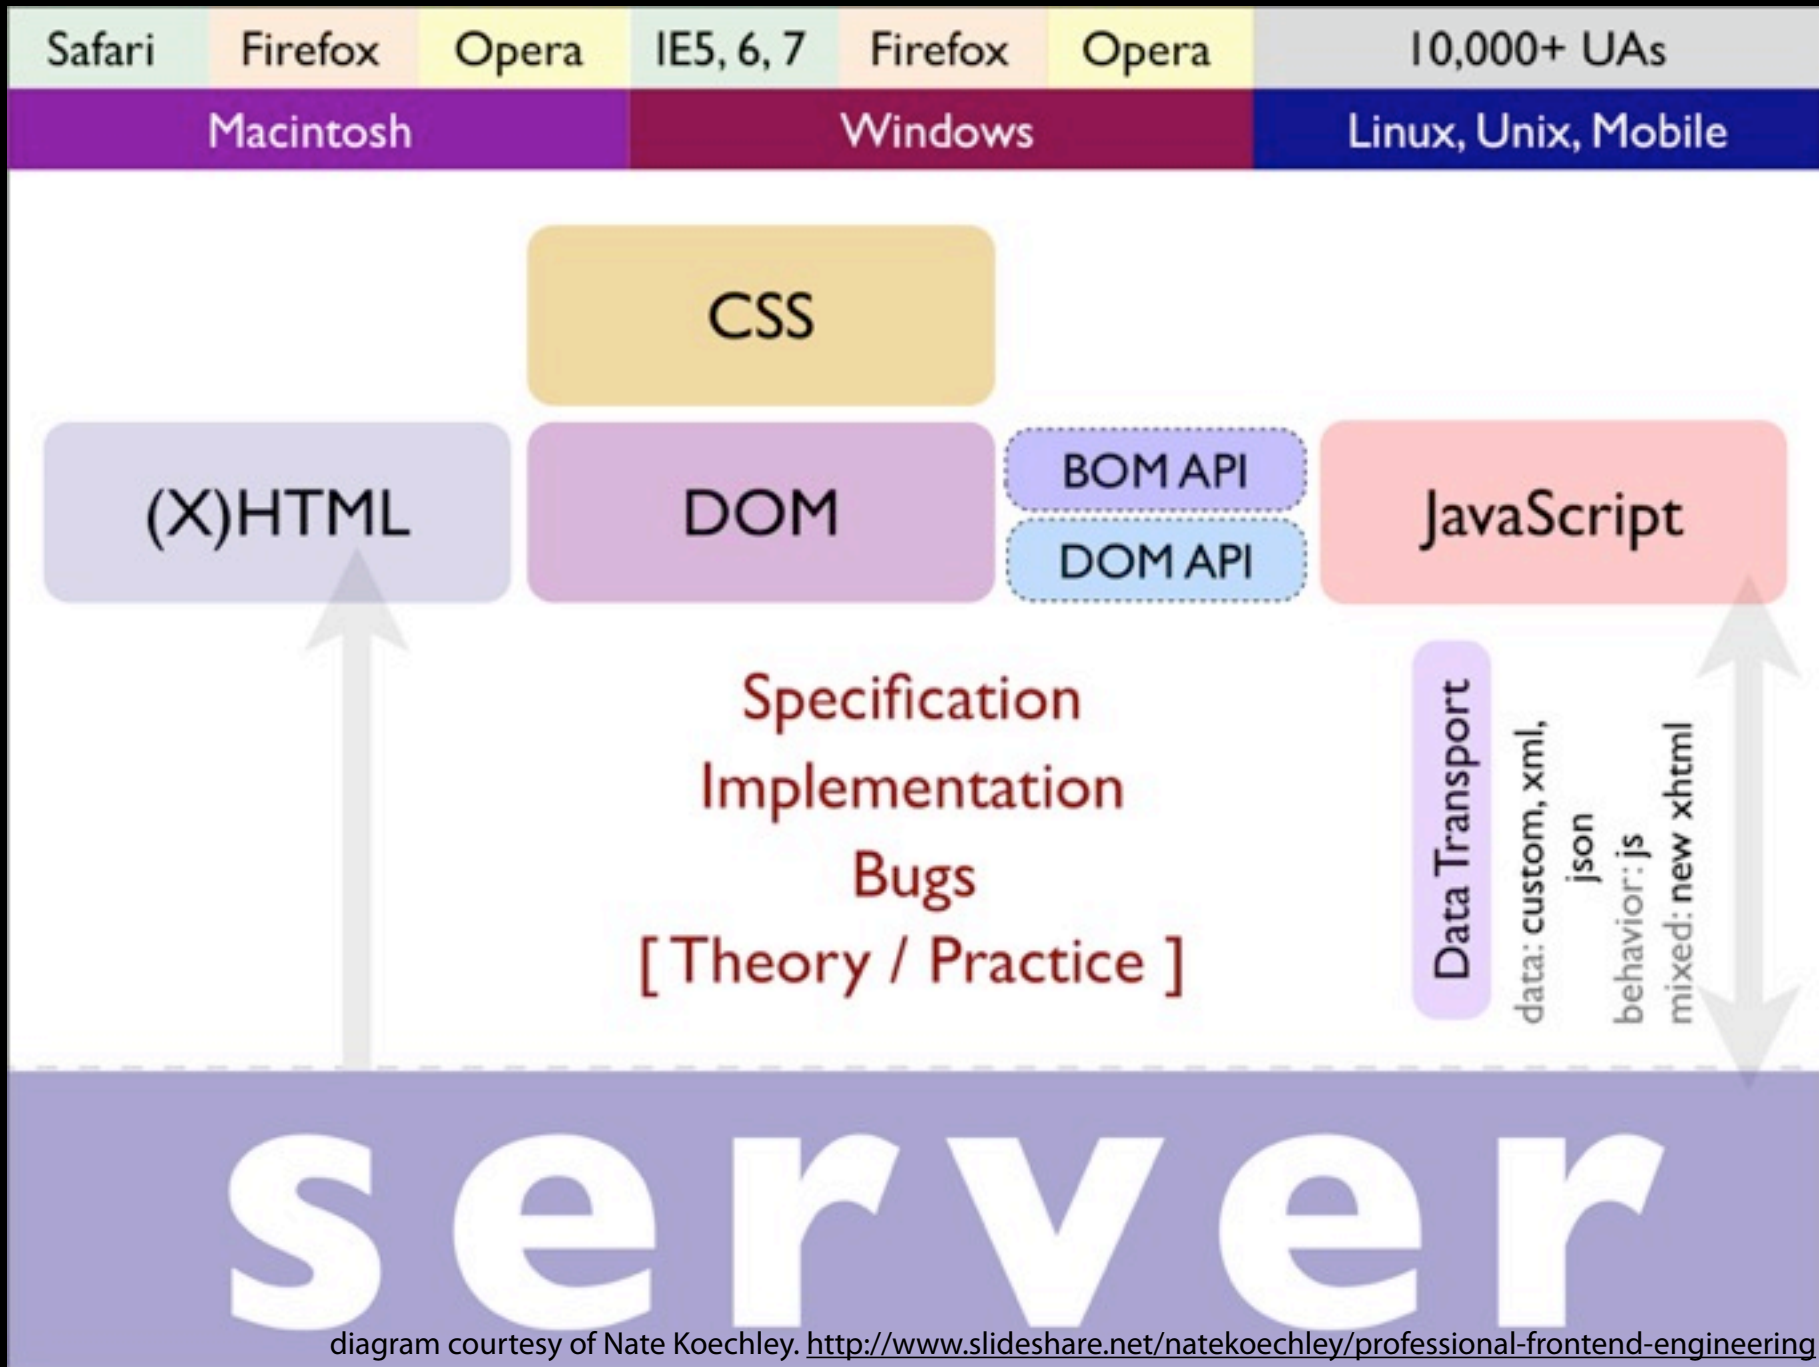 Safari Firefox Opera IE5, 6, 7 Firefox Opera 10,000+ UAs
Macintosh Windows Linux, Unix, Mobile
CSS
(X)HTML DOM BOM API JavaScript
DOM API
Specification
Implementation
Bugs
[ Theory / Practice ]
Data Transport
data: custom, xml,
json
behavior: js
mixed: new xhtml
server
diagram courtesy of Nate Koechley. http://www.slideshare.net/natekoechley/professional-frontend-engineering